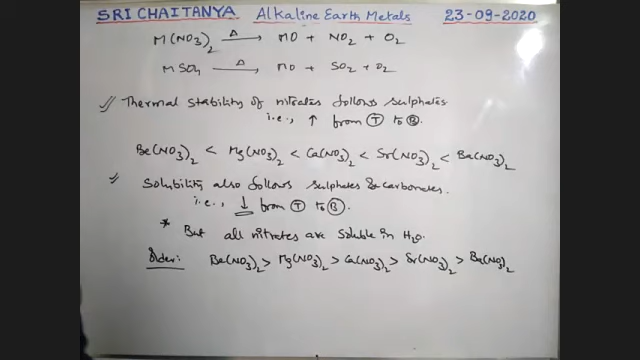 SRI CHAITANYA Alkaline Earth Metals 23-09-2020
M(NO₃)₂ —Δ→ MO + NO₂ + O₂
MSO₄ —Δ→ MO + SO₂ + O₂
Thermal stability of nitrates follows sulphates
i.e., ↑ from Ⓣ to Ⓑ.
Be(NO₃)₂ < Mg(NO₃)₂ < Ca(NO₃)₂ < Sr(NO₃)₂ < Ba(NO₃)₂
Solubility also follows sulphates & carbonates.
i.e., ↓ from Ⓣ to Ⓑ.
* But all nitrates are soluble in H₂O.
Order: Be(NO₃)₂ > Mg(NO₃)₂ > Ca(NO₃)₂ > Sr(NO₃)₂ > Ba(NO₃)₂